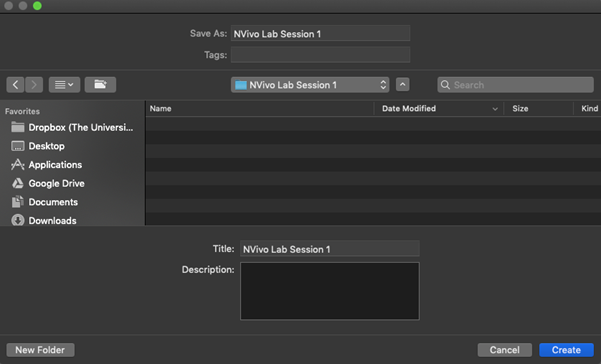 Save As: NVivo Lab Session 1
Tags:
NVivo Lab Session 1 Search
Favorites Name Date Modified Size Kind
Dropbox (The Universi...
Desktop
Applications
Google Drive
Documents
Downloads
Title: NVivo Lab Session 1
Description:
New Folder Cancel Create